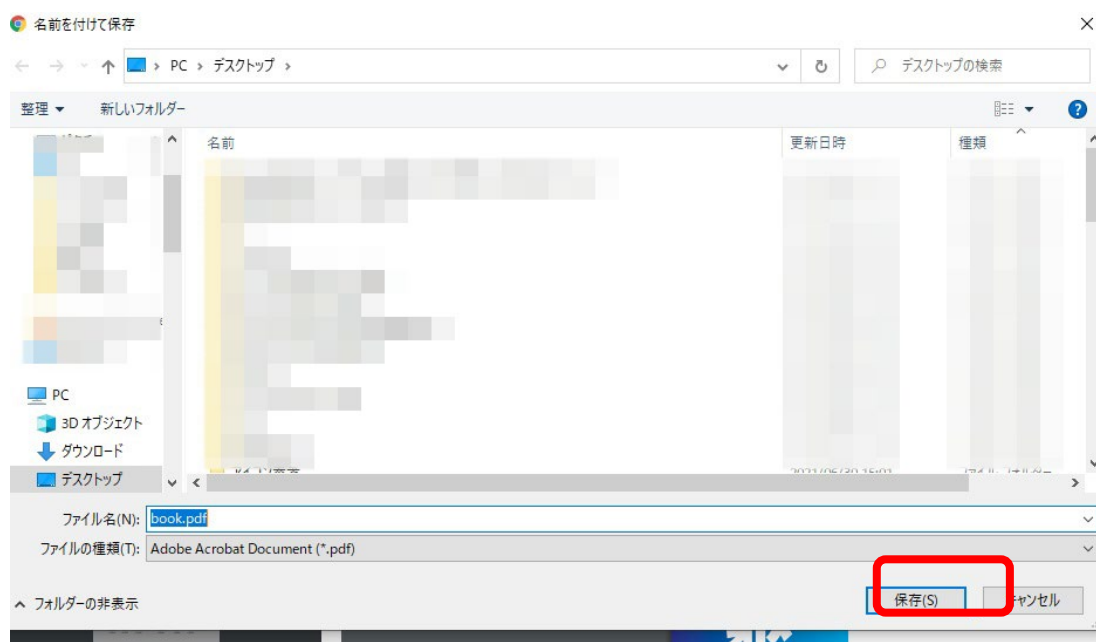 名前を付けて保存
PC › デスクトップ ›
デスクトップの検索
整理
新しいフォルダー
名前
更新日時
種類
PC
3D オブジェクト
ダウンロード
デスクトップ
ファイル名(N): book.pdf
ファイルの種類(T): Adobe Acrobat Document (*.pdf)
フォルダーの非表示
保存(S)
キャンセル